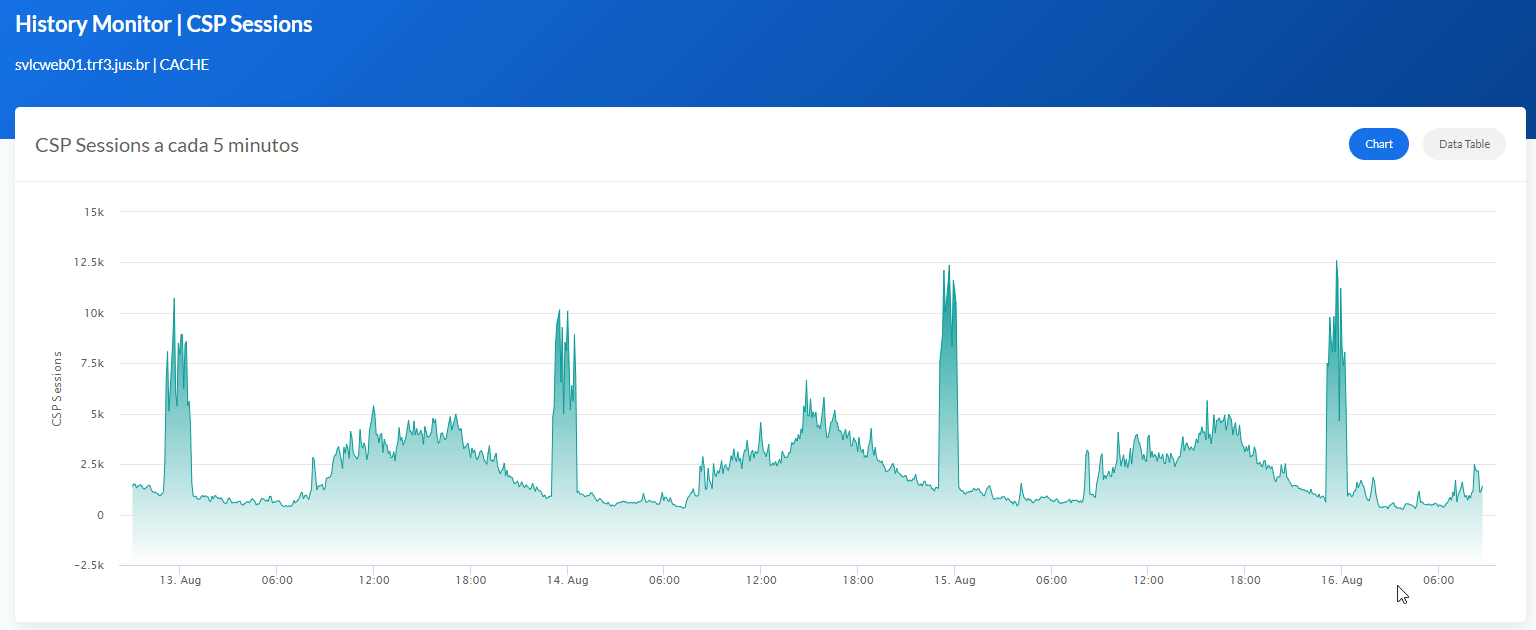 History Monitor | CSP Sessions
svlcweb01.trf3.jus.br | CACHE
CSP Sessions a cada 5 minutos
Chart
Data Table
15k
12.5k
10k
7.5k
5k
2.5k
0
−2.5k
CSP Sessions
13. Aug
06:00
12:00
18:00
14. Aug
06:00
12:00
18:00
15. Aug
06:00
12:00
18:00
16. Aug
06:00